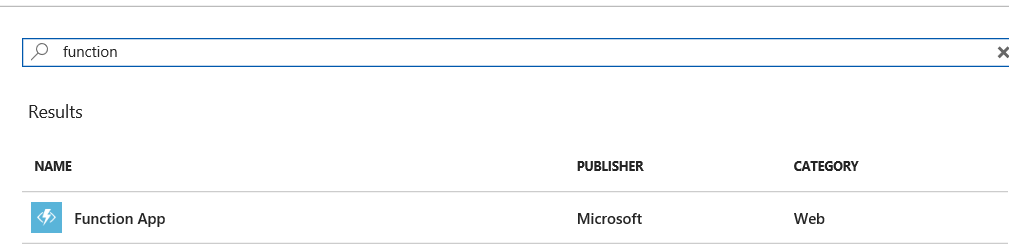 function
Results
NAME PUBLISHER CATEGORY
Function App Microsoft Web